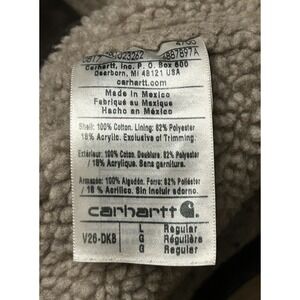 Carhartt, Inc. P. O. Box 600
Dearborn, MI 48121 USA
carhartt.com
Made in Mexico
Fabriqué au Mexique
Hacho en México
Shell: 100% Cotton. Lining: 82% Polyester
18% Acrylic. Exclusive of Trimming.
Extérieur: 100% Coton. Doublure: 82% Polyester
/ 18% Acrylique. Sans garniture.
Armazón: 100% Algodón. Forro: 82% Poliéster
/ 18 % Acrilico. Sin incluir adorno.
carhartt
V26-DKB L Regular
G Régulière
G Regular